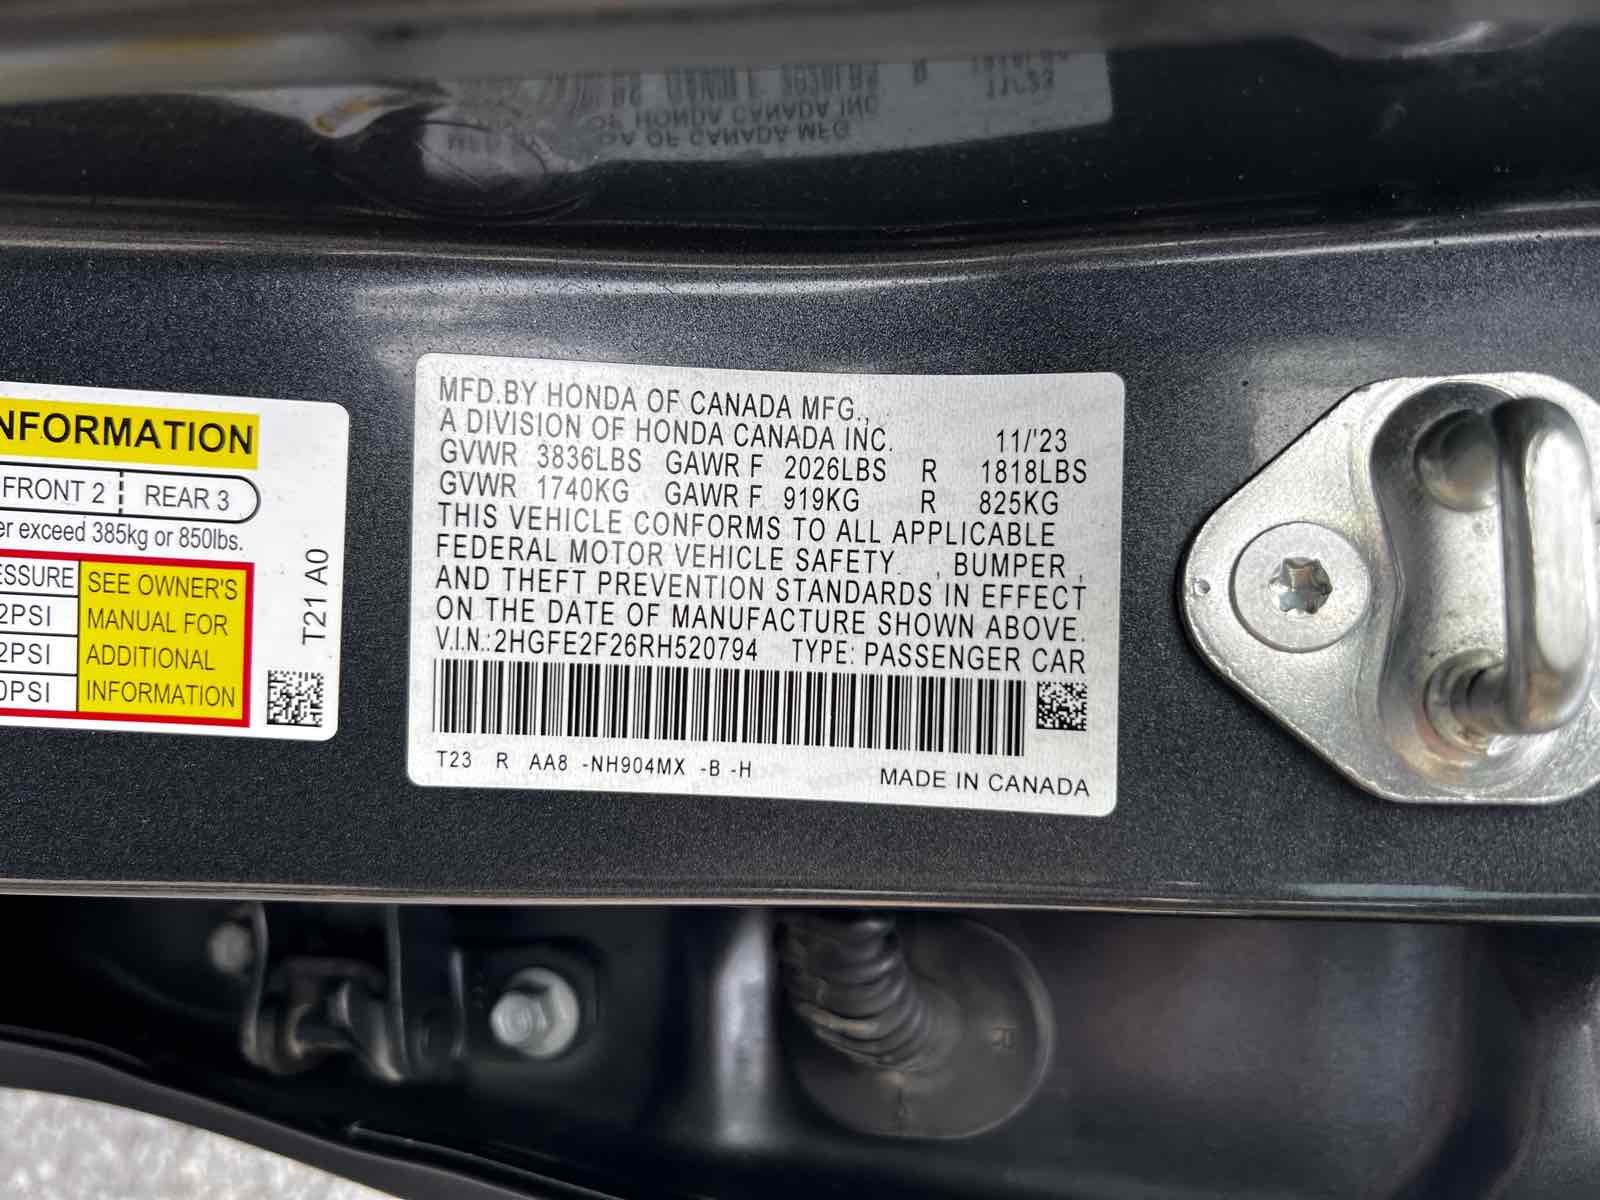 NFORMATION
FRONT 2 REAR 3
er exceed 385kg or 850lbs.
ESSURE
2PSI
2PSI
0PSI
SEE OWNER'S
MANUAL FOR
ADDITIONAL
INFORMATION
T21 A0
MFD.BY HONDA OF CANADA MFG.,
A DIVISION OF HONDA CANADA INC. 11/'23
GVWR 3836LBS GAWR F 2026LBS R 1818LBS
GVWR 1740KG GAWR F 919KG R 825KG
THIS VEHICLE CONFORMS TO ALL APPLICABLE
FEDERAL MOTOR VEHICLE SAFETY , BUMPER ,
AND THEFT PREVENTION STANDARDS IN EFFECT
ON THE DATE OF MANUFACTURE SHOWN ABOVE.
V.I.N.:2HGFE2F26RH520794 TYPE: PASSENGER CAR
T23 R AA8 -NH904MX -B -H
MADE IN CANADA